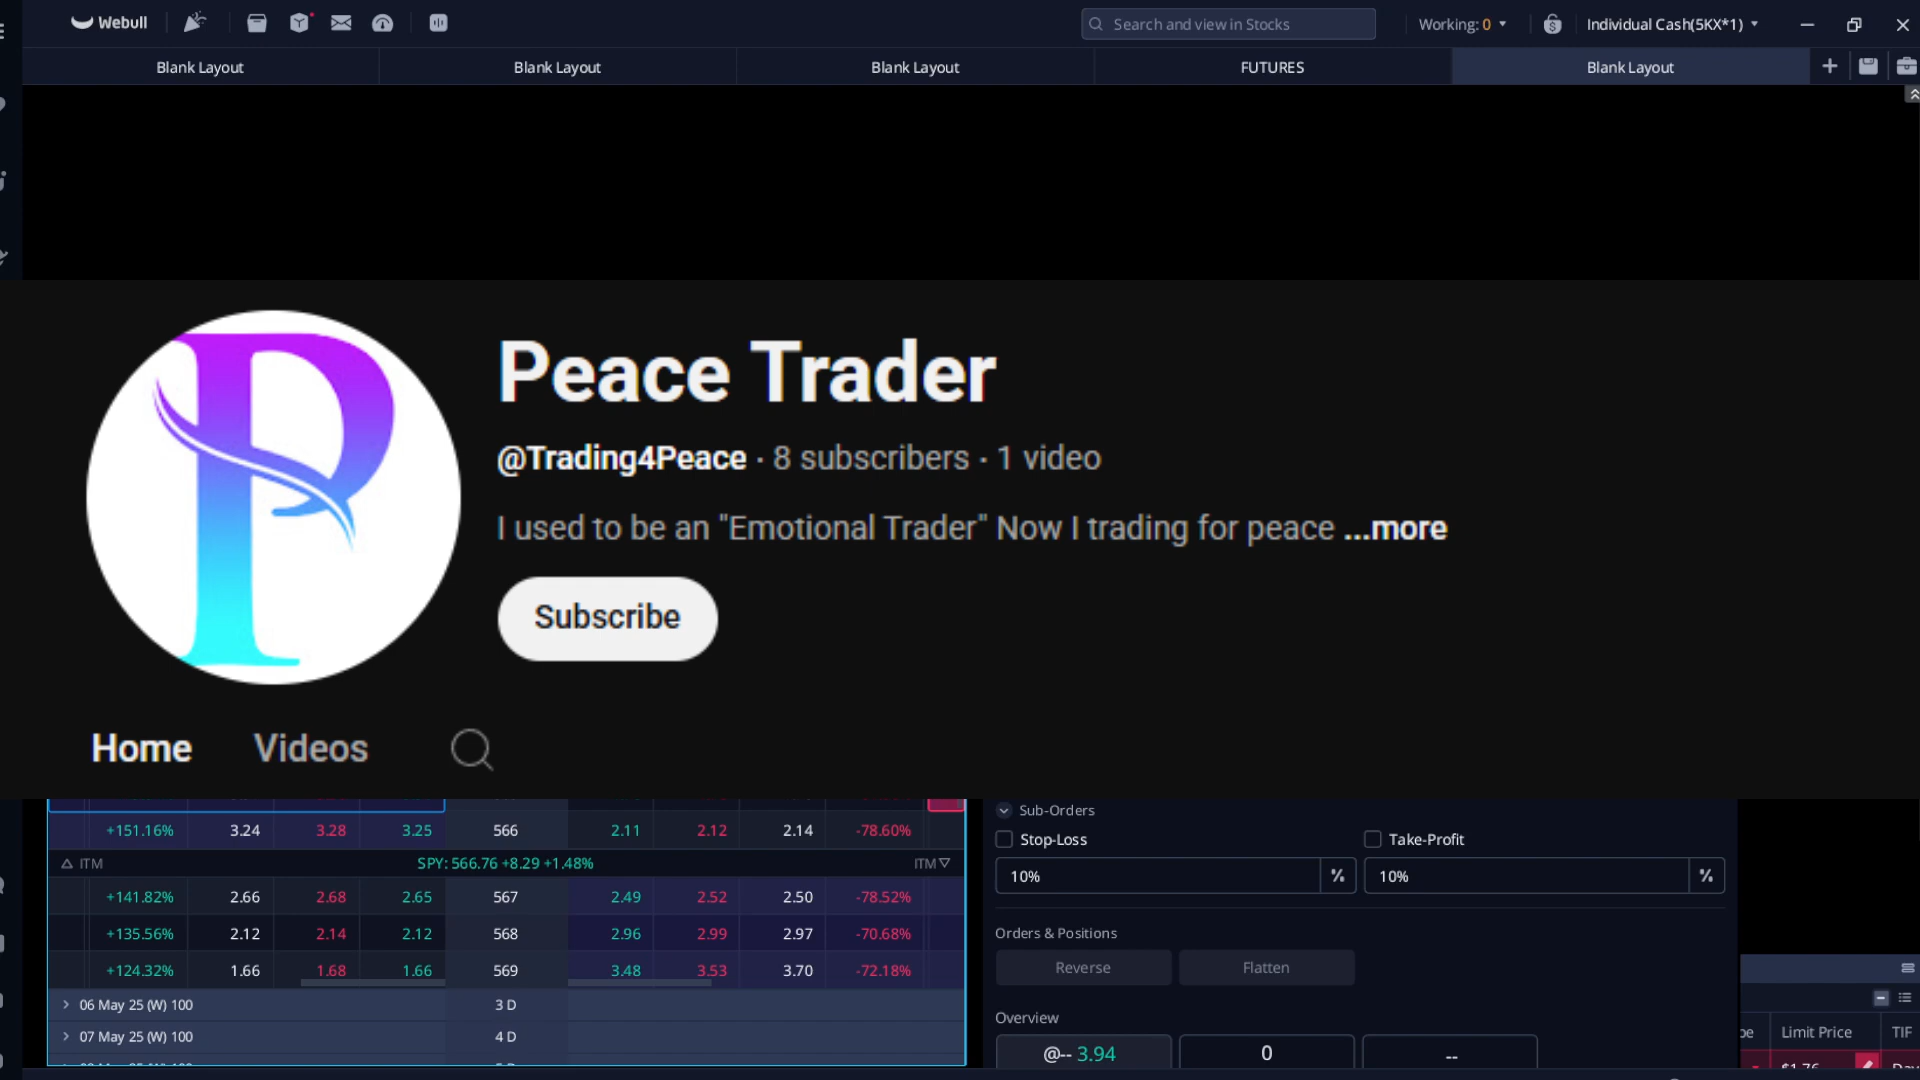 Webull
Search and view in Stocks
Working: 0
Individual Cash(5KX*1)
Blank Layout
Blank Layout
Blank Layout
FUTURES
Blank Layout
Peace Trader
@Trading4Peace · 8 subscribers · 1 video
I used to be an "Emotional Trader" Now I trading for peace ...more
Subscribe
Home Videos
+151.16% 3.24 3.28 3.25 566 2.11 2.12 2.14 -78.60%
ITM SPY: 566.76 +8.29 +1.48% ITM
+141.82% 2.66 2.68 2.65 567 2.49 2.52 2.50 -78.52%
+135.56% 2.12 2.14 2.12 568 2.96 2.99 2.97 -70.68%
+124.32% 1.66 1.68 1.66 569 3.48 3.53 3.70 -72.18%
06 May 25 (W) 100 3 D
07 May 25 (W) 100 4 D
Sub-Orders
Stop-Loss
Take-Profit
10% %
10% %
Orders & Positions
Reverse
Flatten
Overview
@-- 3.94
0
--
Limit Price
TIF